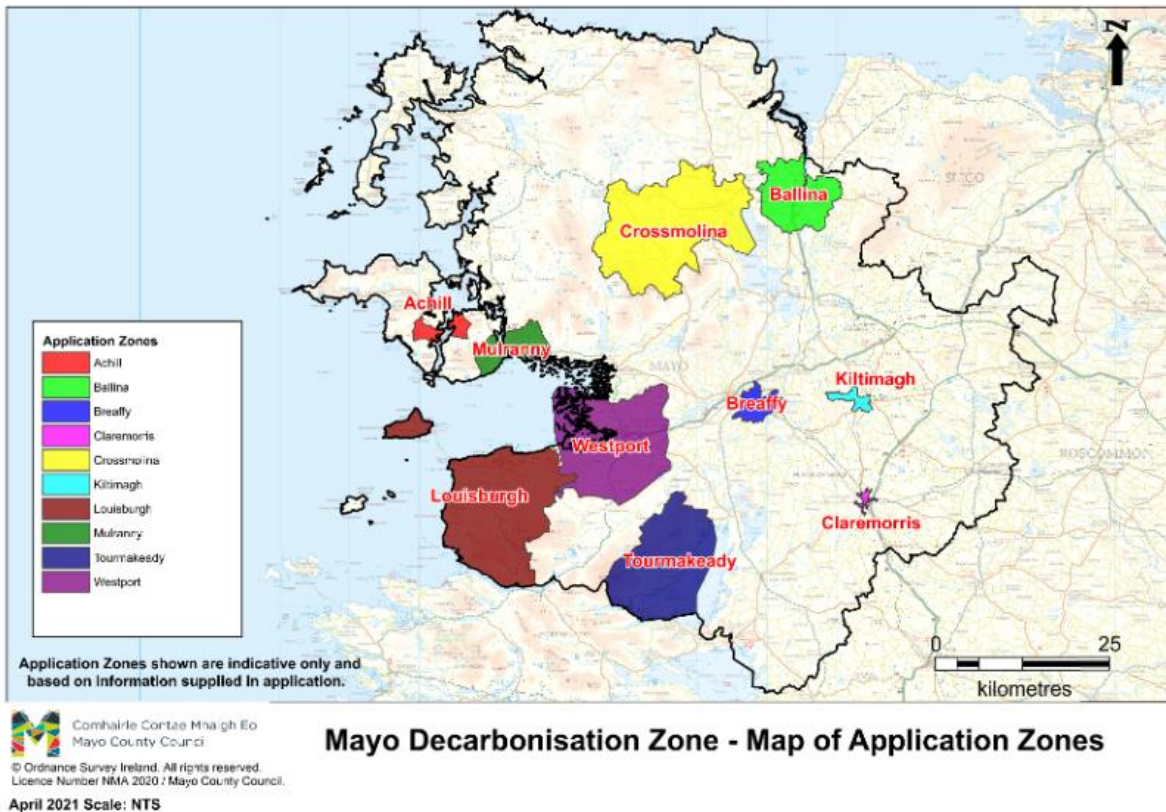 N
Ballina
Crossmolina
Achill
Mulranny
MAYO
Kiltimagh
Breaffy
Westport
ROSCOMMON
Louisburgh
Claremorris
Tourmakeady
Application Zones
Achill
Ballina
Breaffy
Claremorris
Crossmolina
Kiltimagh
Louisburgh
Mulranny
Tourmakeady
Westport
0 25
kilometres
Application Zones shown are indicative only and
based on Information supplied in application.
Comhairle Contae Mhaigh Eo
Mayo County Council
Mayo Decarbonisation Zone - Map of Application Zones
© Ordnance Survey Ireland. All rights reserved.
Licence Number NMA 2020 / Mayo County Council.
April 2021 Scale: NTS